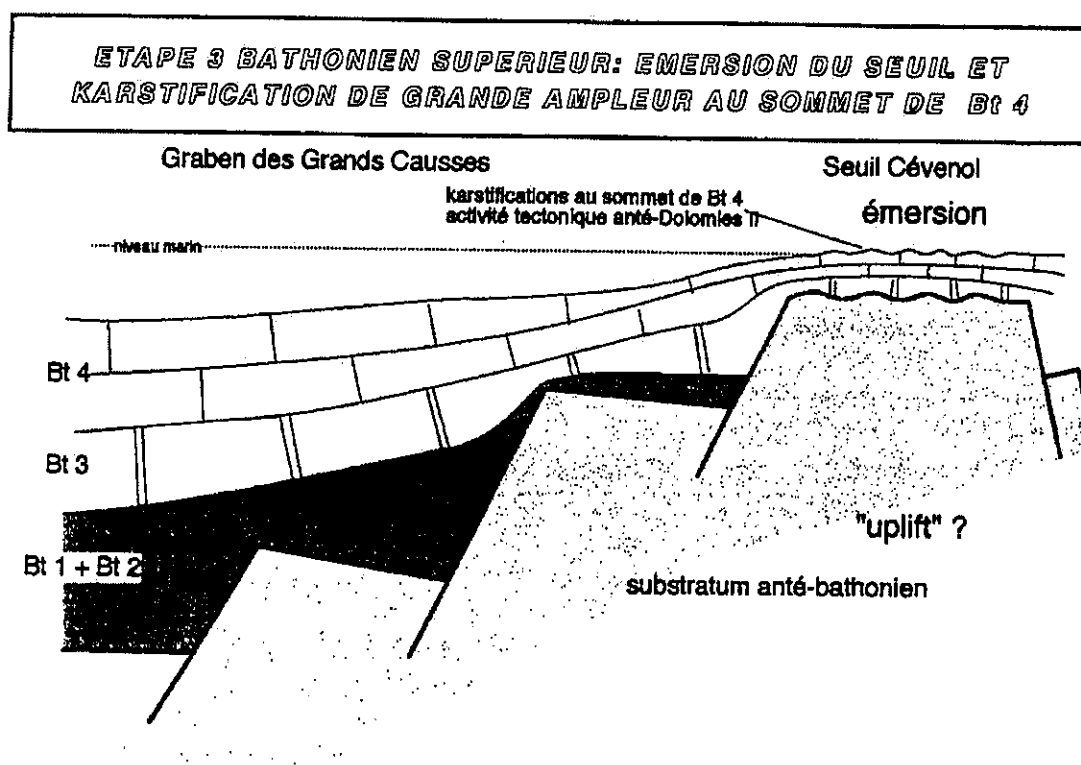 ETAPE 3 BATHONIEN SUPERIEUR: EMERSION DU SEUIL ET
KARSTIFICATION DE GRANDE AMPLEUR AU SOMMET DE Bt 4
Graben des Grands Causses
Seuil Cévenol
karstifications au sommet de Bt 4
activité tectonique anté-Dolomies II
émersion
niveau marin
Bt 4
Bt 3
Bt 1 + Bt 2
"uplift" ?
substratum anté-bathonien